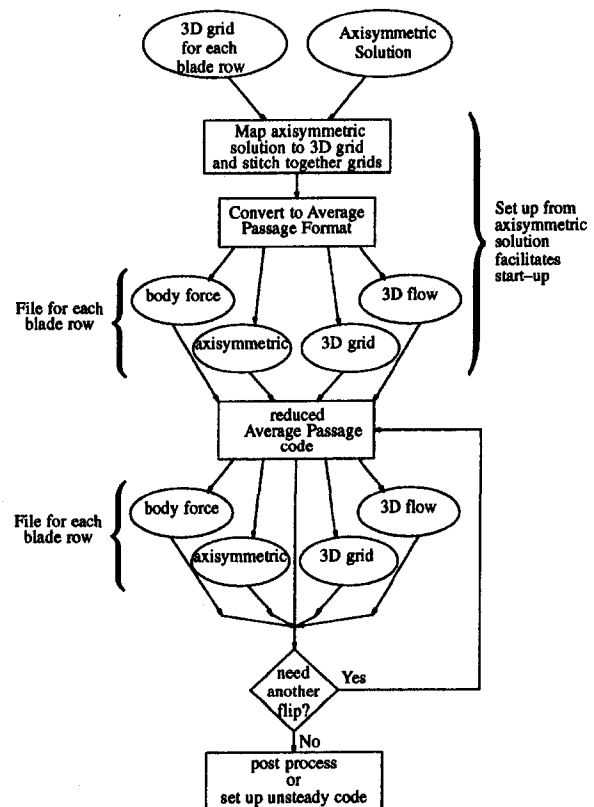 3D grid
for each
blade row
Axisymmetric
Solution
Map axisymmetric
solution to 3D grid
and stitch together grids
Convert to Average
Passage Format
Set up from
axisymmetric
solution
facilitates
start-up
File for each
blade row
body force
3D flow
axisymmetric
3D grid
reduced
Average Passage
code
File for each
blade row
body force
3D flow
axisymmetric
3D grid
need
another
flip?
Yes
No
post process
or
set up unsteady code